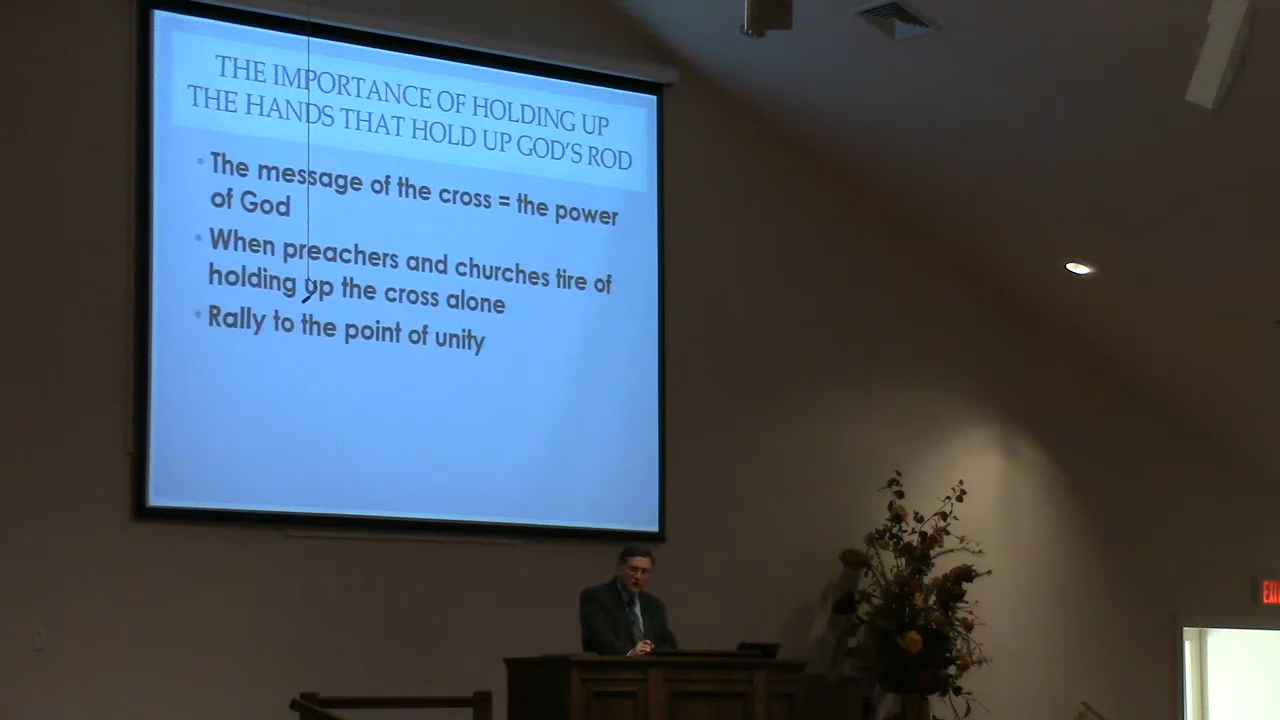 THE IMPORTANCE OF HOLDING UP
THE HANDS THAT HOLD UP GOD'S ROD
• The message of the cross = the power
of God
• When preachers and churches tire of
holding up the cross alone
• Rally to the point of unity